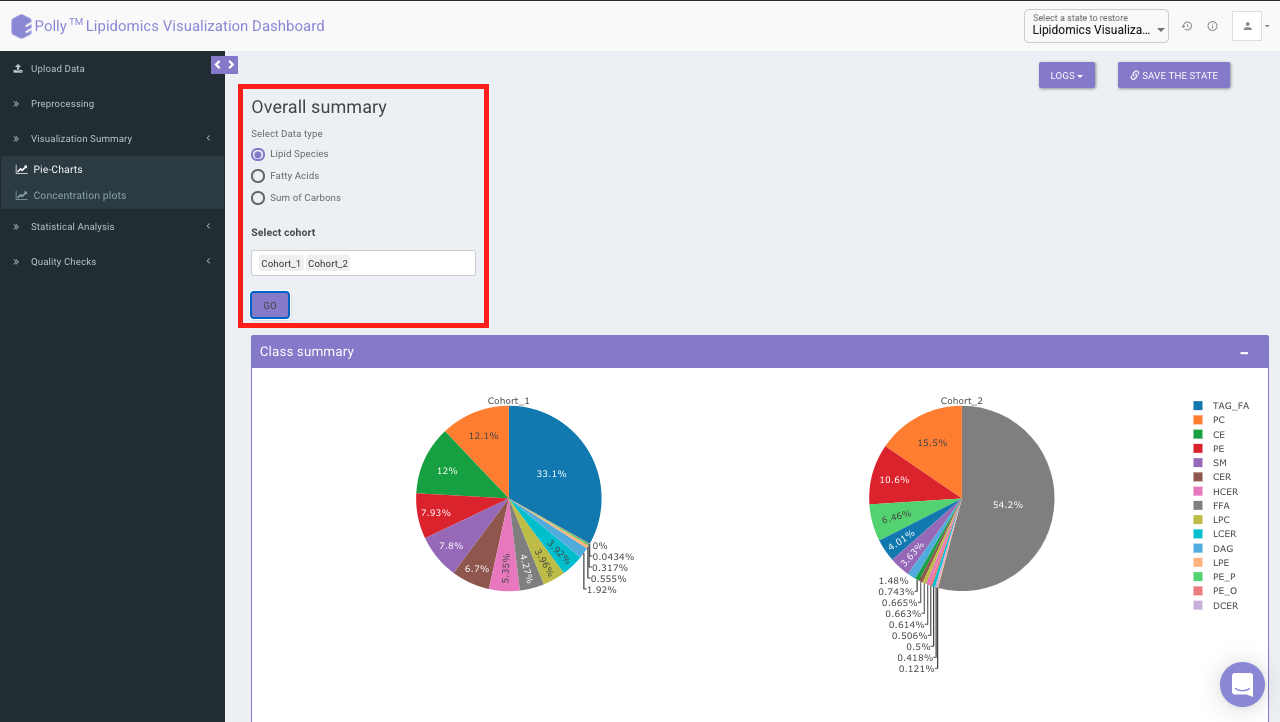 Polly™ Lipidomics Visualization Dashboard
Select a state to restore
Lipidomics Visualiza...
Upload Data
Preprocessing
Visualization Summary
Pie-Charts
Concentration plots
Statistical Analysis
Quality Checks
LOGS
SAVE THE STATE
Overall summary
Select Data type
Lipid Species
Fatty Acids
Sum of Carbons
Select cohort
Cohort_1 Cohort_2
GO
Class summary
Cohort_1
12.1%
33.1%
12%
7.93%
7.8%
6.7%
5.35%
4.27%
3.96%
3.92%
0%
0.0434%
0.317%
0.555%
1.92%
Cohort_2
15.5%
54.2%
10.6%
6.46%
4.01%
3.63%
1.48%
0.743%
0.665%
0.663%
0.614%
0.506%
0.5%
0.418%
0.121%
TAG_FA
PC
CE
PE
SM
CER
HCER
FFA
LPC
LCER
DAG
LPE
PE_P
PE_O
DCER